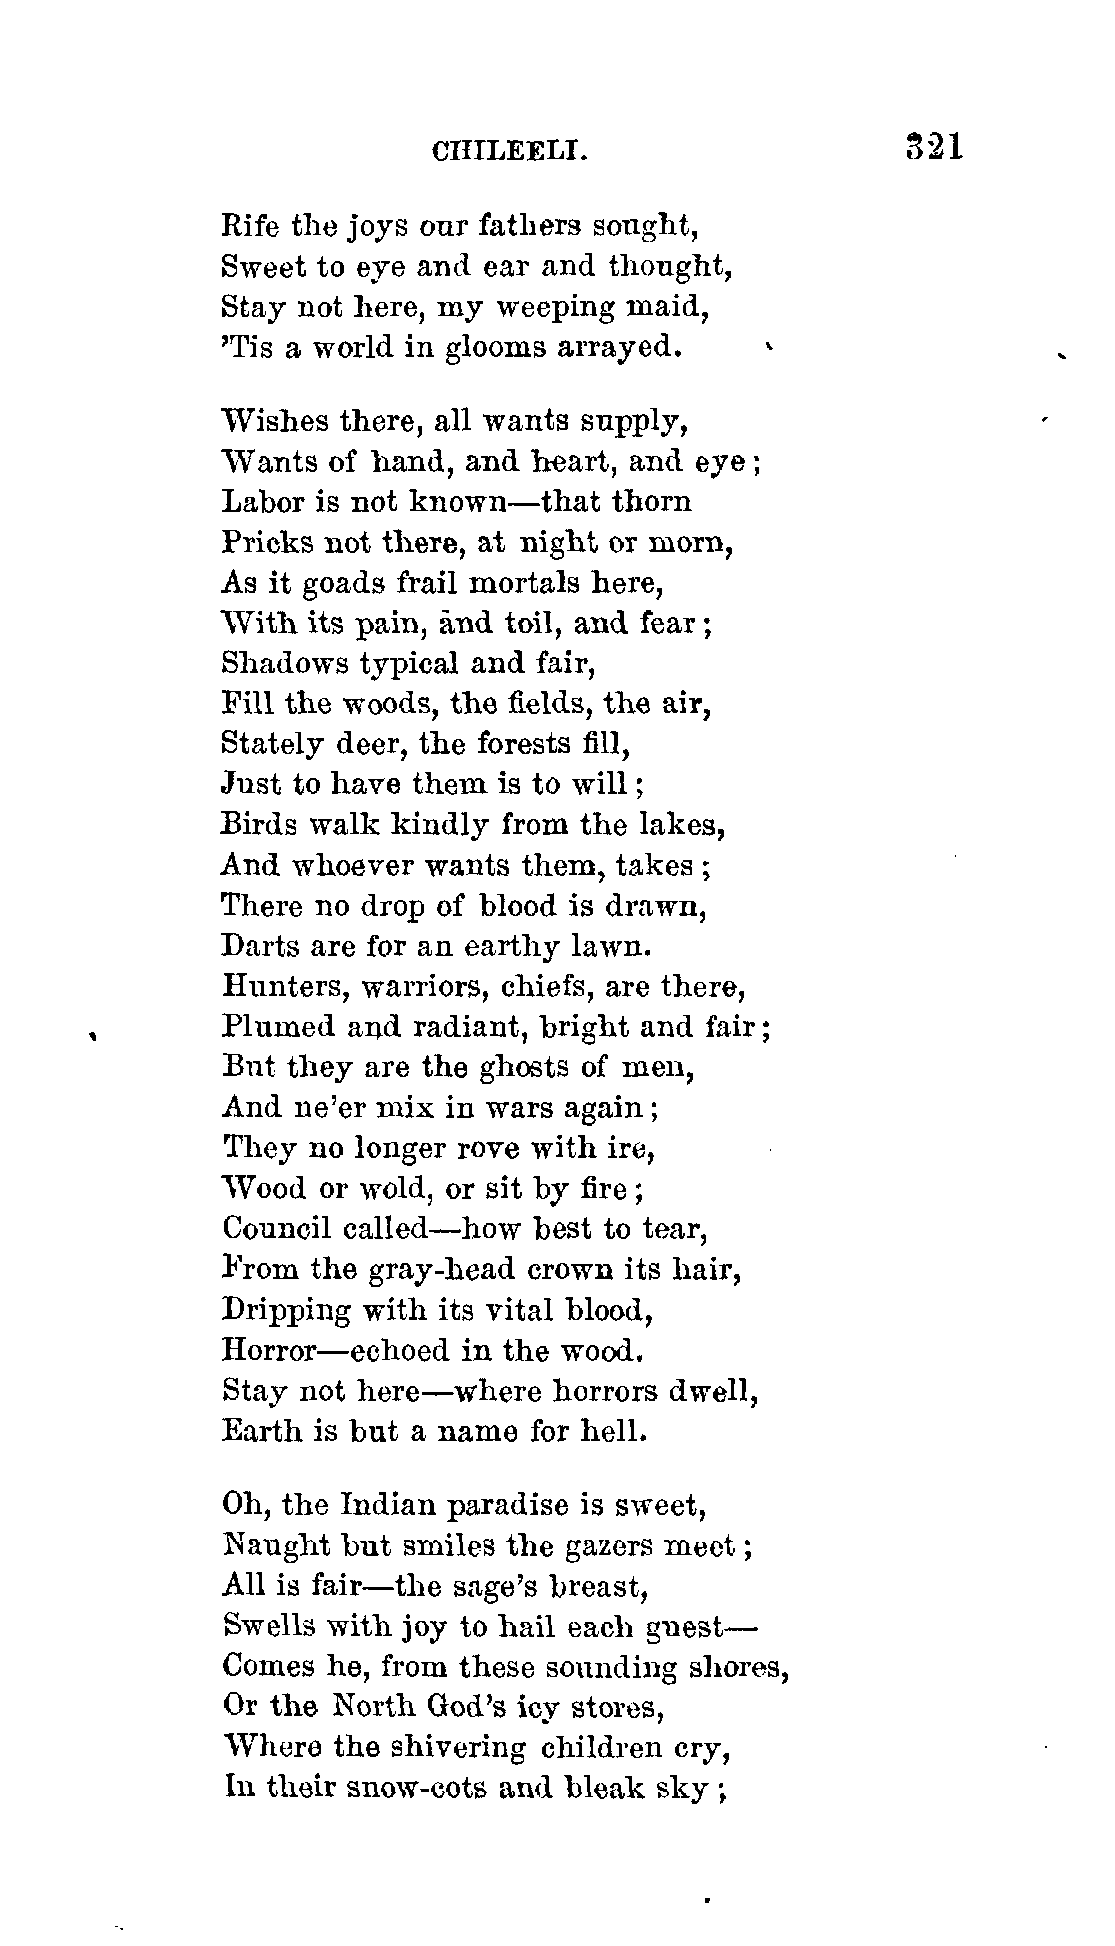 CHILEELI. 321
Rife the joys our fathers sought,
Sweet to eye and ear and thought,
Stay not here, my weeping maid,
’Tis a world in glooms arrayed.
Wishes there, all wants supply,
Wants of hand, and heart, and eye;
Labor is not known—that thorn
Pricks not there, at night or morn,
As it goads frail mortals here,
With its pain, and toil, and fear;
Shadows typical and fair,
Fill the woods, the fields, the air,
Stately deer, the forests fill,
Just to have them is to will;
Birds walk kindly from the lakes,
And whoever wants them, takes;
There no drop of blood is drawn,
Darts are for an earthy lawn.
Hunters, warriors, chiefs, are there,
Plumed and radiant, bright and fair;
But they are the ghosts of men,
And ne’er mix in wars again;
They no longer rove with ire,
Wood or wold, or sit by fire;
Council called—how best to tear,
From the gray-head crown its hair,
Dripping with its vital blood,
Horror—echoed in the wood.
Stay not here—where horrors dwell,
Earth is but a name for hell.
Oh, the Indian paradise is sweet,
Naught but smiles the gazers meet;
All is fair—the sage’s breast,
Swells with joy to hail each guest—
Comes he, from these sounding shores,
Or the North God’s icy stores,
Where the shivering children cry,
In their snow-cots and bleak sky;